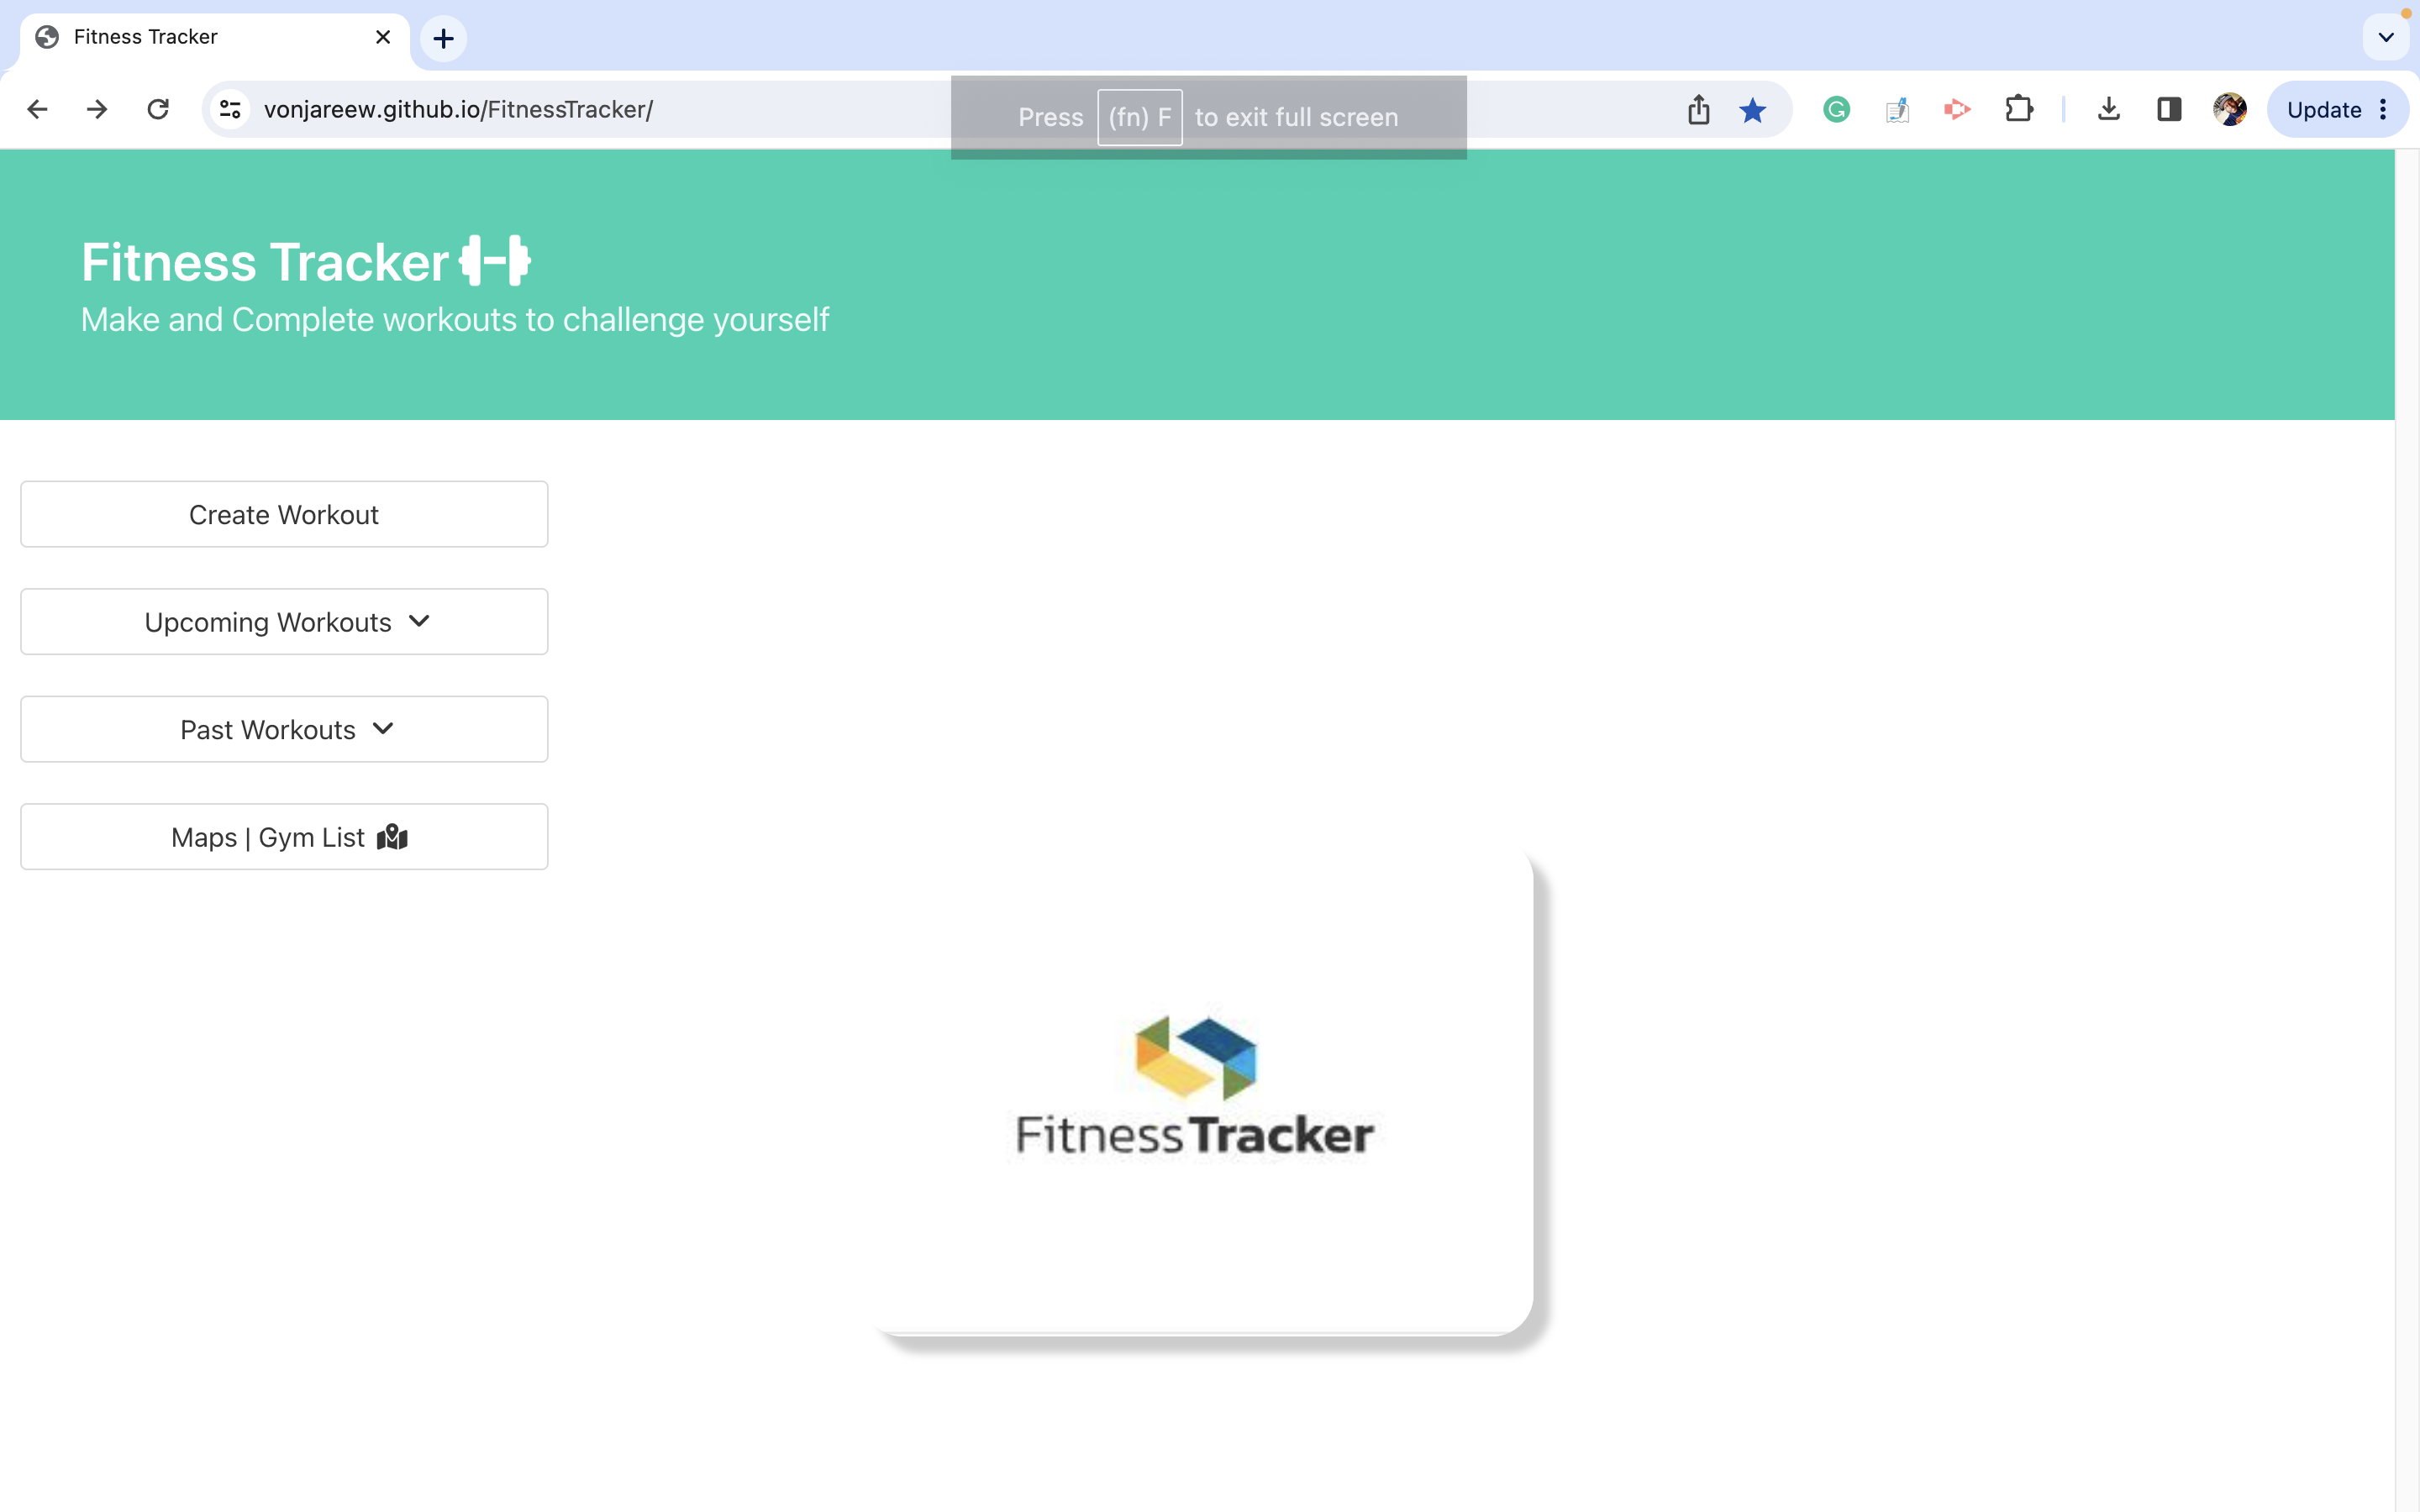 Fitness Tracker
vonjareew.github.io/FitnessTracker/
Press (fn) F to exit full screen
Update
Fitness Tracker
Make and Complete workouts to challenge yourself
Create Workout
Upcoming Workouts
Past Workouts
Maps | Gym List
FitnessTracker